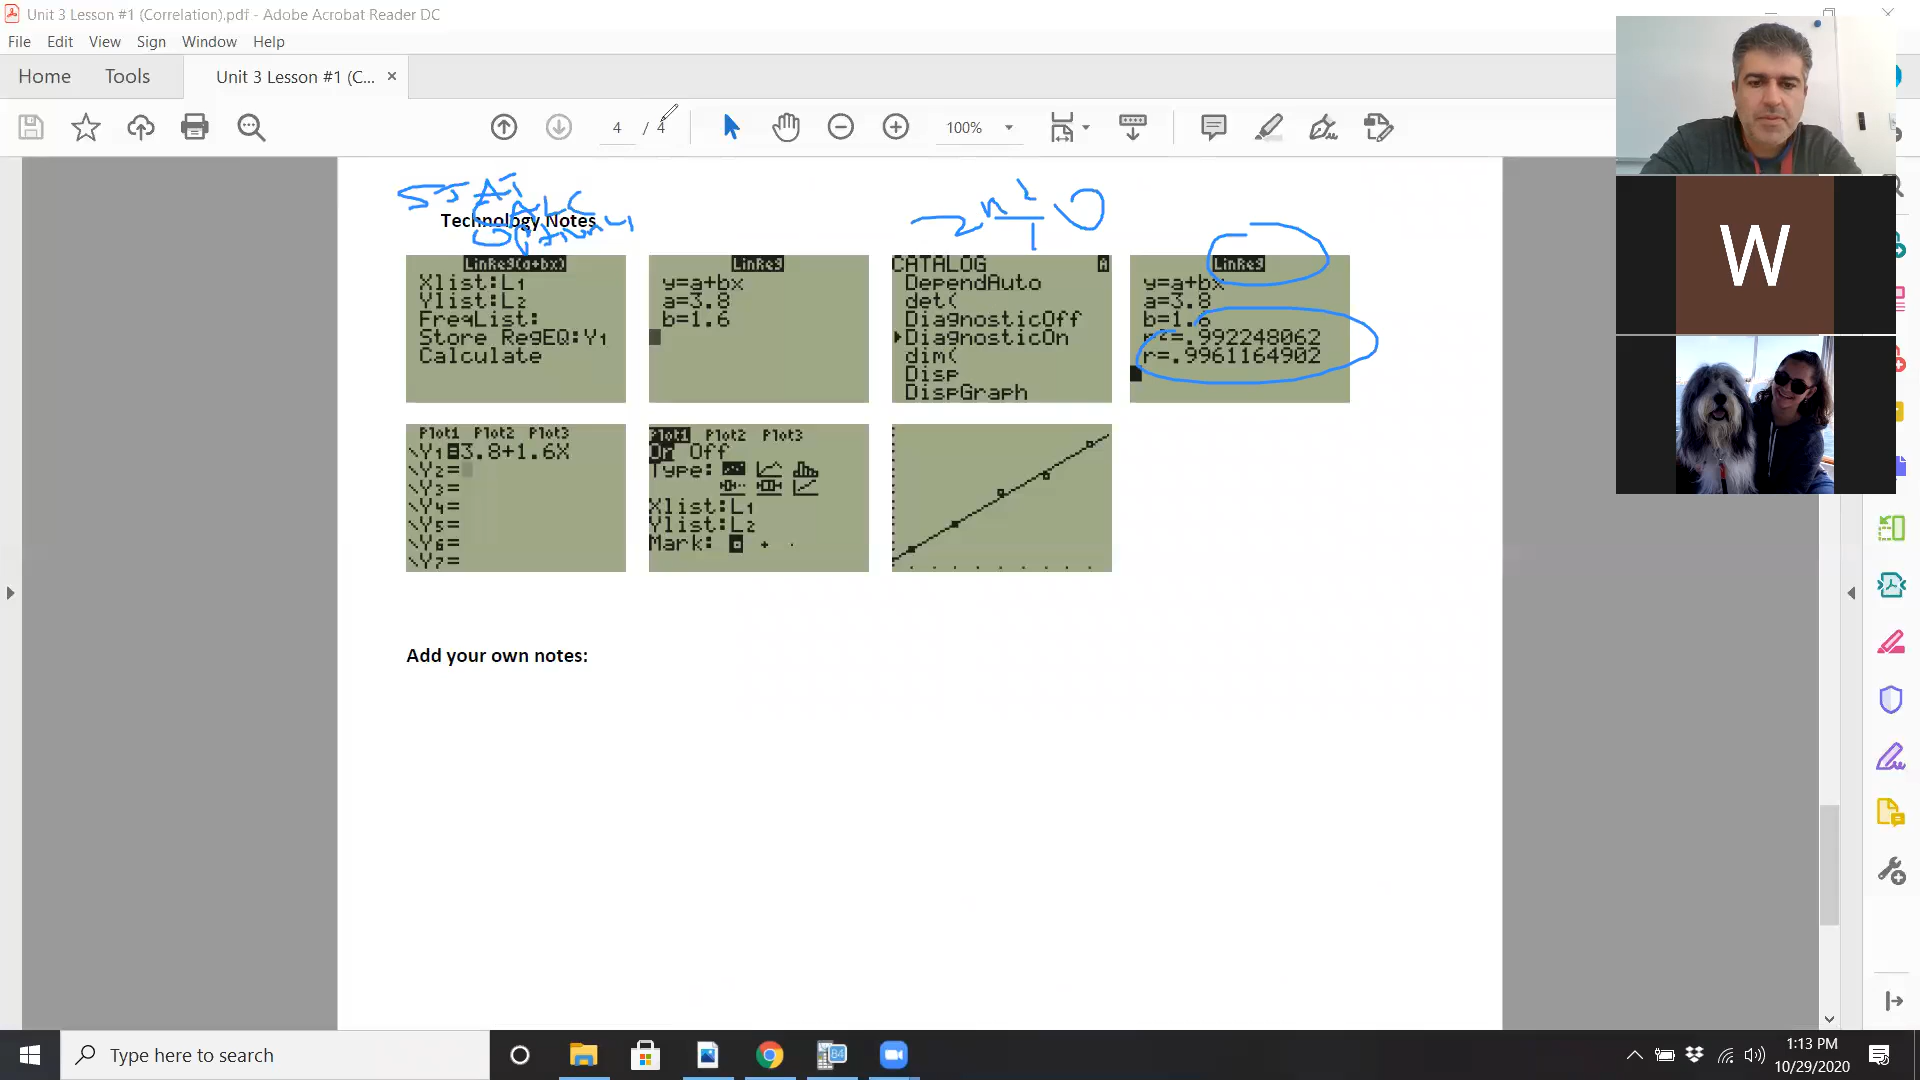 Unit 3 Lesson #1 (Correlation).pdf - Adobe Acrobat Reader DC
File Edit View Sign Window Help
Home Tools Unit 3 Lesson #1 (C... ×
4 / 4 100%
STAT
CALC
Technology Notes
2nd 0
LinReg(a+bx)
Xlist:L1
Ylist:L2
FreqList:
Store RegEQ:Y1
Calculate
LinReg
y=a+bx
a=3.8
b=1.6
CATALOG A
DependAuto
det(
DiagnosticOff
DiagnosticOn
dim(
Disp
DispGraph
LinReg
y=a+bx
a=3.8
b=1.6
r²=.992248062
r=.9961164902
Plot1 Plot2 Plot3
\Y1=3.8+1.6X
\Y2=
\Y3=
\Y4=
\Y5=
\Y6=
\Y7=
Plot1 Plot2 Plot3
On Off
Type:
Xlist:L1
Ylist:L2
Mark:
Add your own notes:
W
Type here to search
84
1:13 PM
10/29/2020